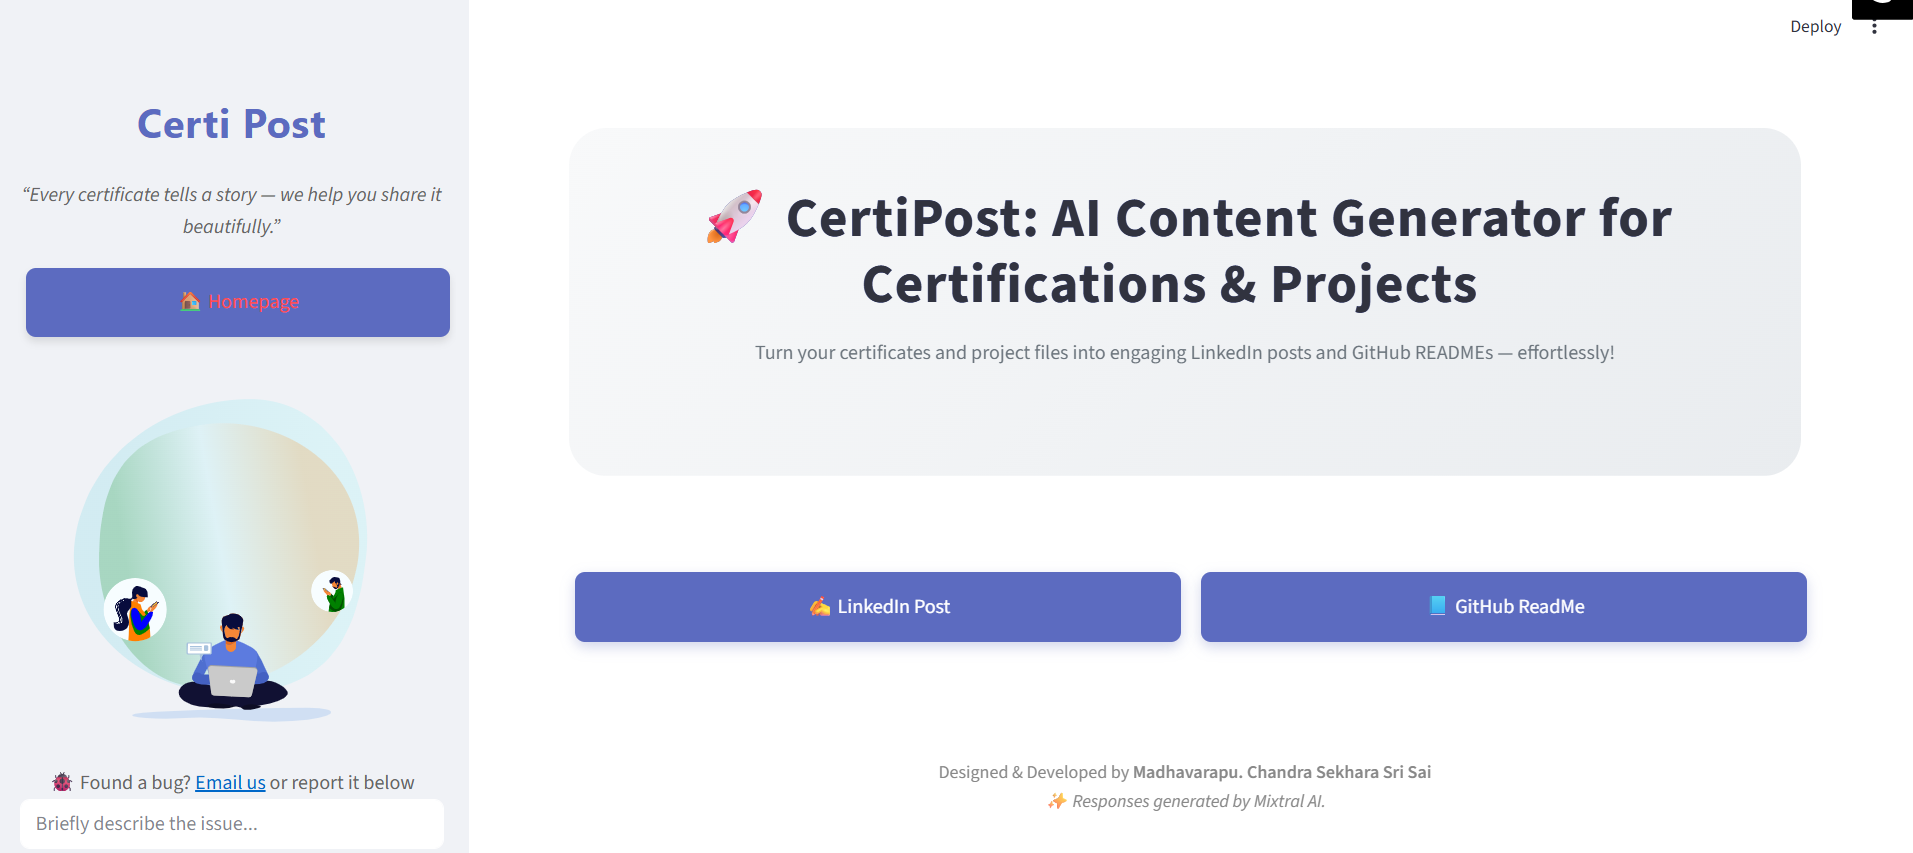 Deploy
Certi Post
“Every certificate tells a story — we help you share it
beautifully.”
🏠 Homepage
🐞 Found a bug? Email us or report it below
Briefly describe the issue...
🚀 CertiPost: AI Content Generator for
Certifications & Projects
Turn your certificates and project files into engaging LinkedIn posts and GitHub READMEs — effortlessly!
✍️ LinkedIn Post
📘 GitHub ReadMe
Designed & Developed by Madhavarapu. Chandra Sekhara Sri Sai
✨ Responses generated by Mixtral AI.